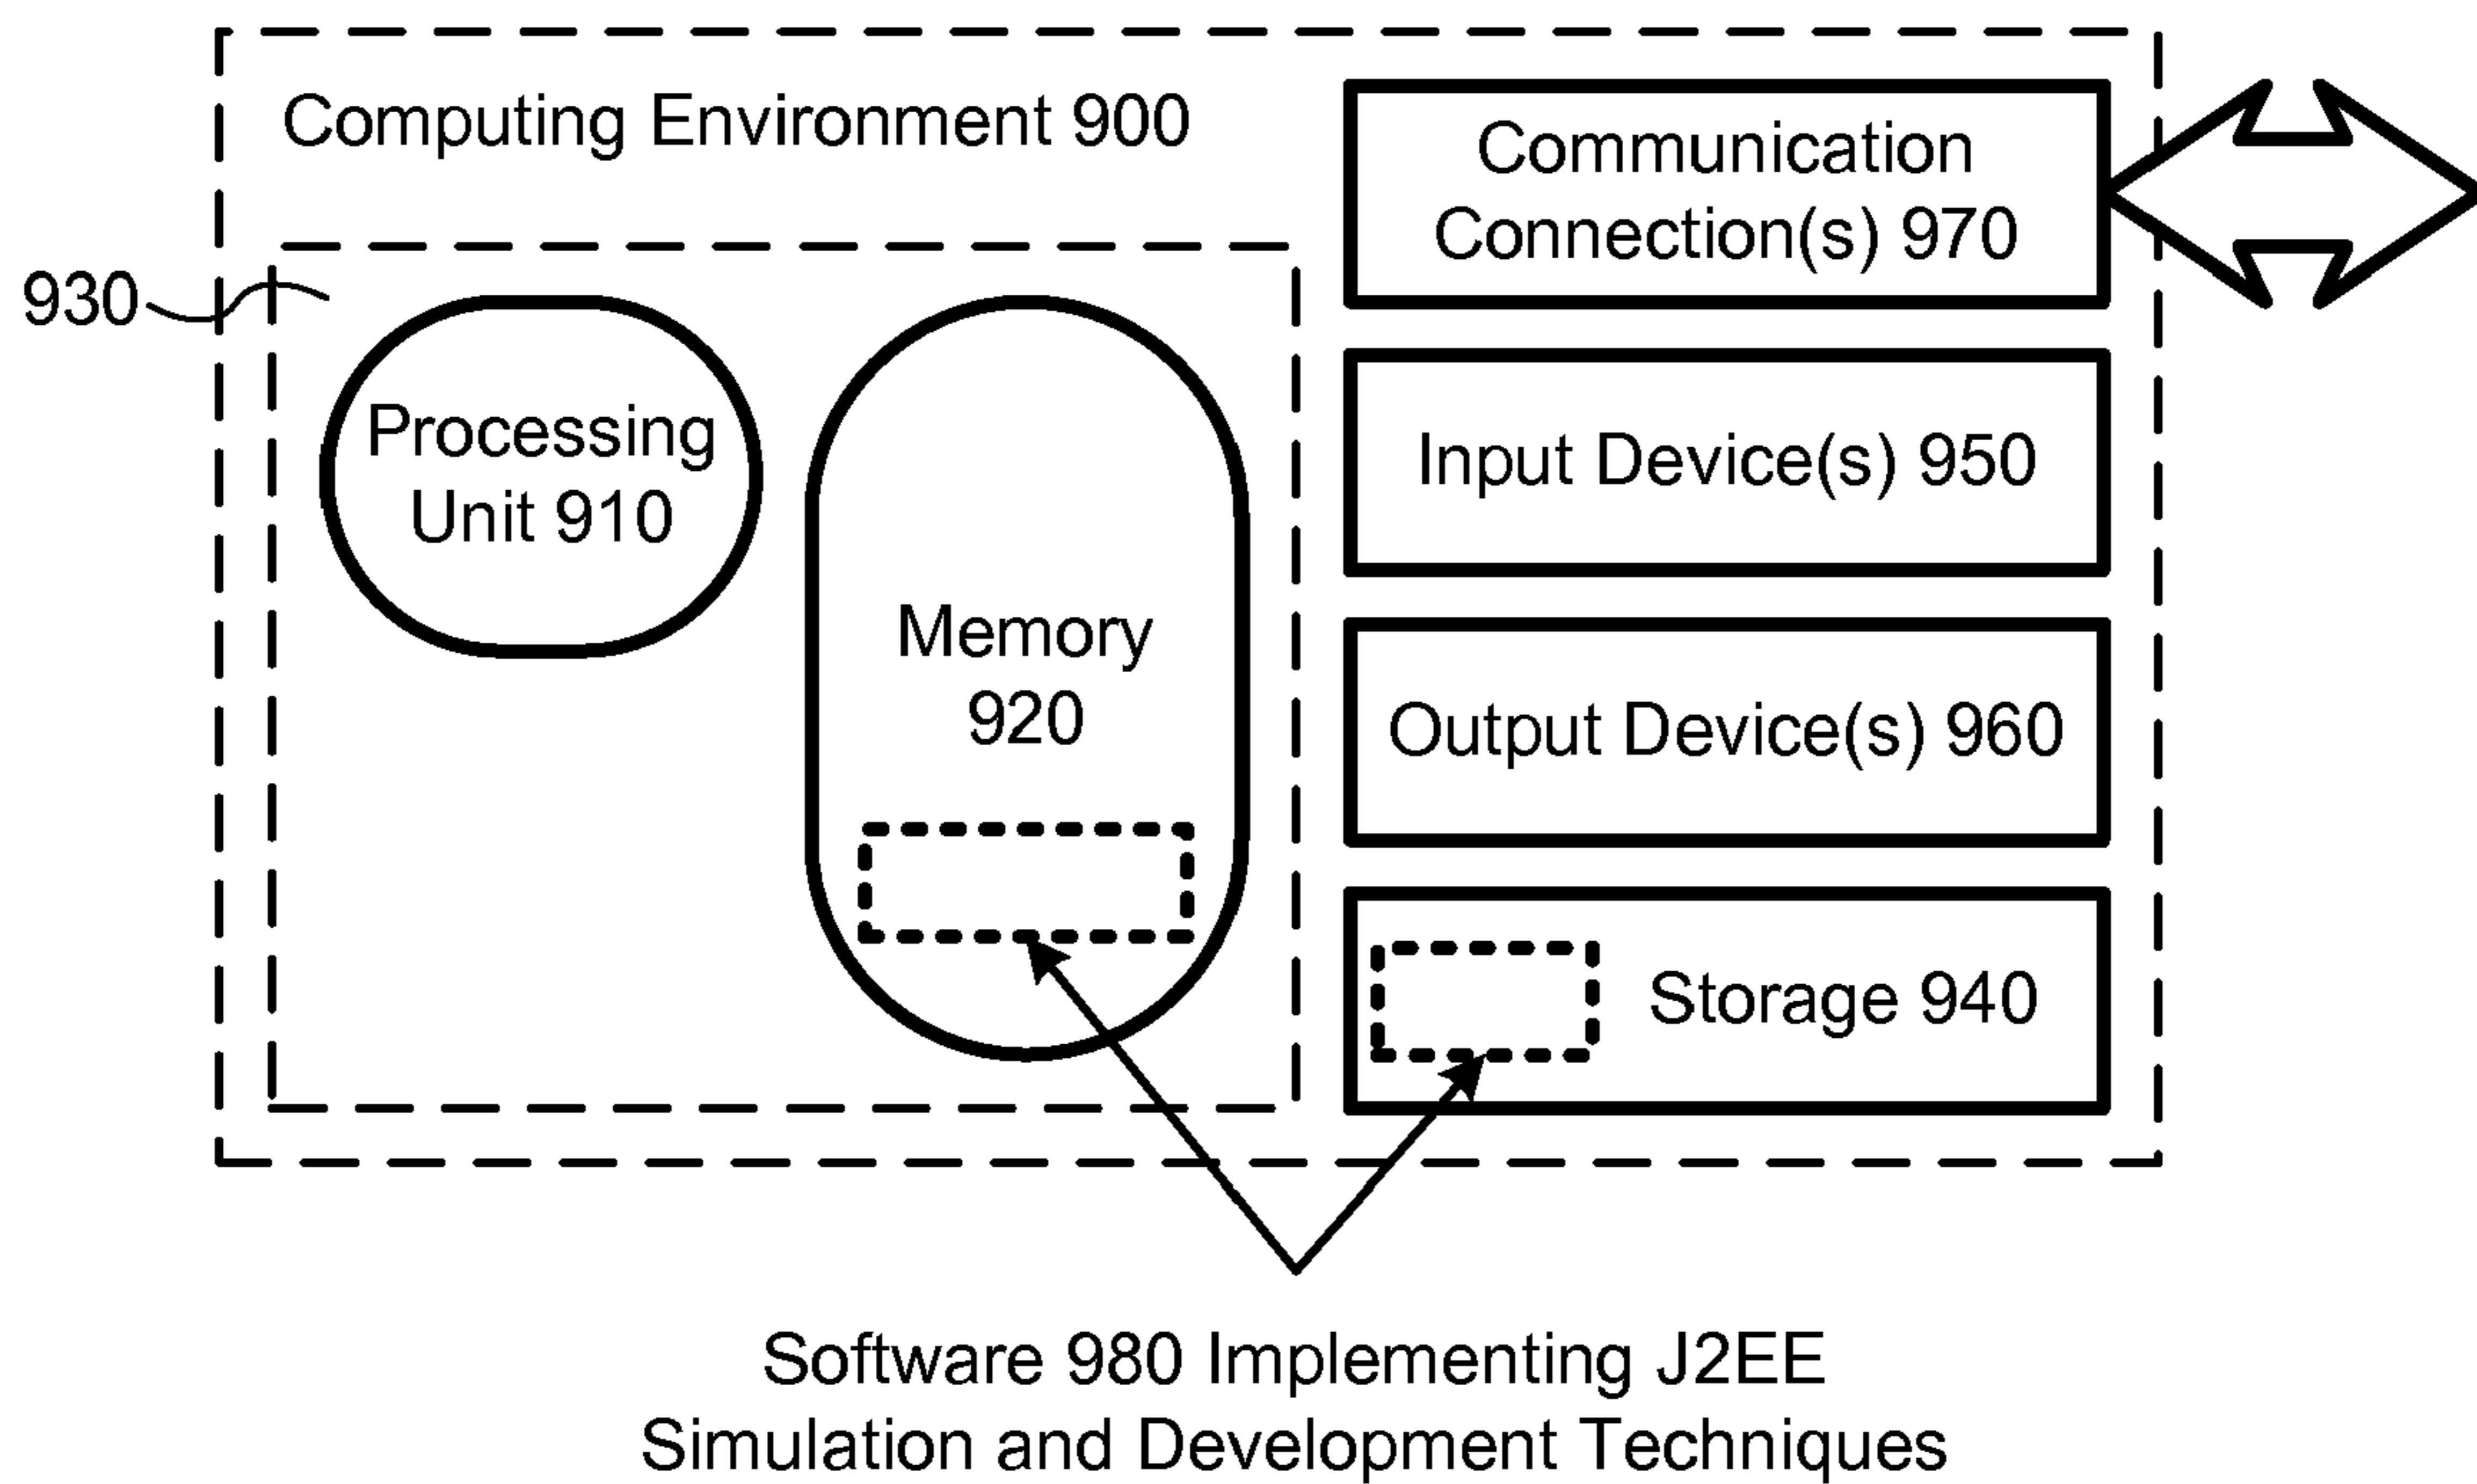 Computing Environment 900
Communication
Connection(s) 970
930
Processing
Unit 910
Memory
920
Input Device(s) 950
Output Device(s) 960
Storage 940
Software 980 Implementing J2EE
Simulation and Development Techniques